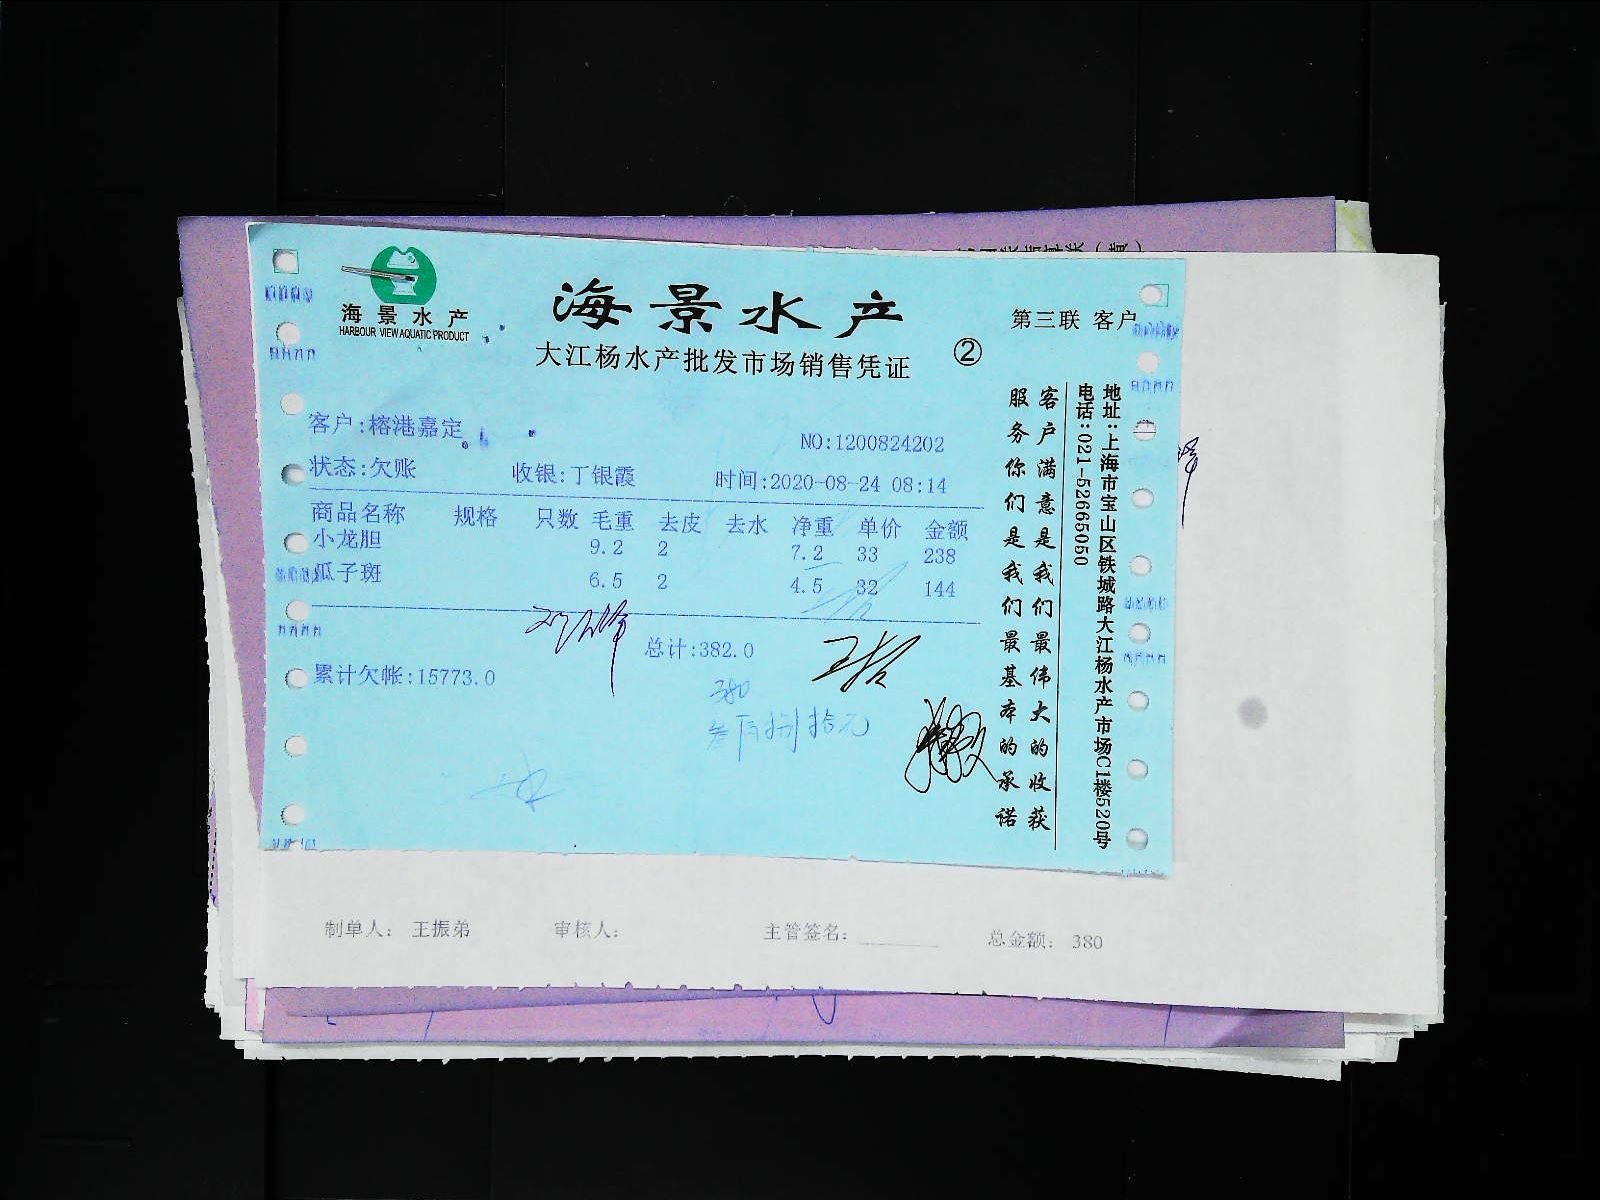 海景水产
HARBOUR VIEW AQUATIC PRODUCT
海景水产
大江杨水产批发市场销售凭证
②
第三联 客户
客户:榕港嘉定
NO:1200824202
状态:欠账 收银:丁银霞 时间:2020-08-24 08:14
商品名称 规格 只数 毛重 去皮 去水 净重 单价 金额
小龙胆 9.2 2 7.2 33 238
瓜子斑 6.5 2 4.5 32 144
总计:382.0
累计欠帐:15773.0
380
叁佰捌拾元
客户满意是我们最伟大的收获
服务你们是我们最基本的承诺
地址:上海市宝山区铁城路大江杨水产市场C1楼520号
电话:021-52665050
制单人: 王振弟 审核人: 主管签名: 总金额: 380